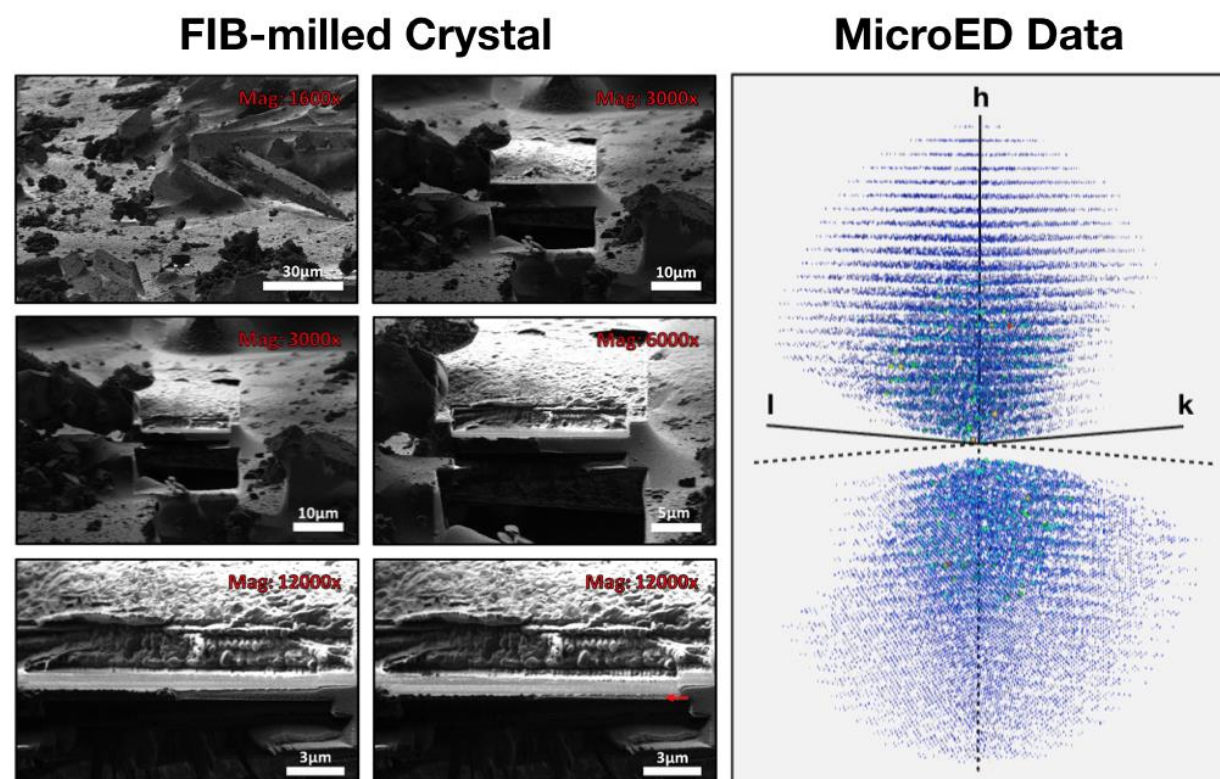 FIB-milled Crystal
MicroED Data
Mag: 1600x
30µm
Mag: 3000x
10µm
Mag: 3000x
10µm
Mag: 6000x
5µm
Mag: 12000x
3µm
Mag: 12000x
3µm
h
l
k